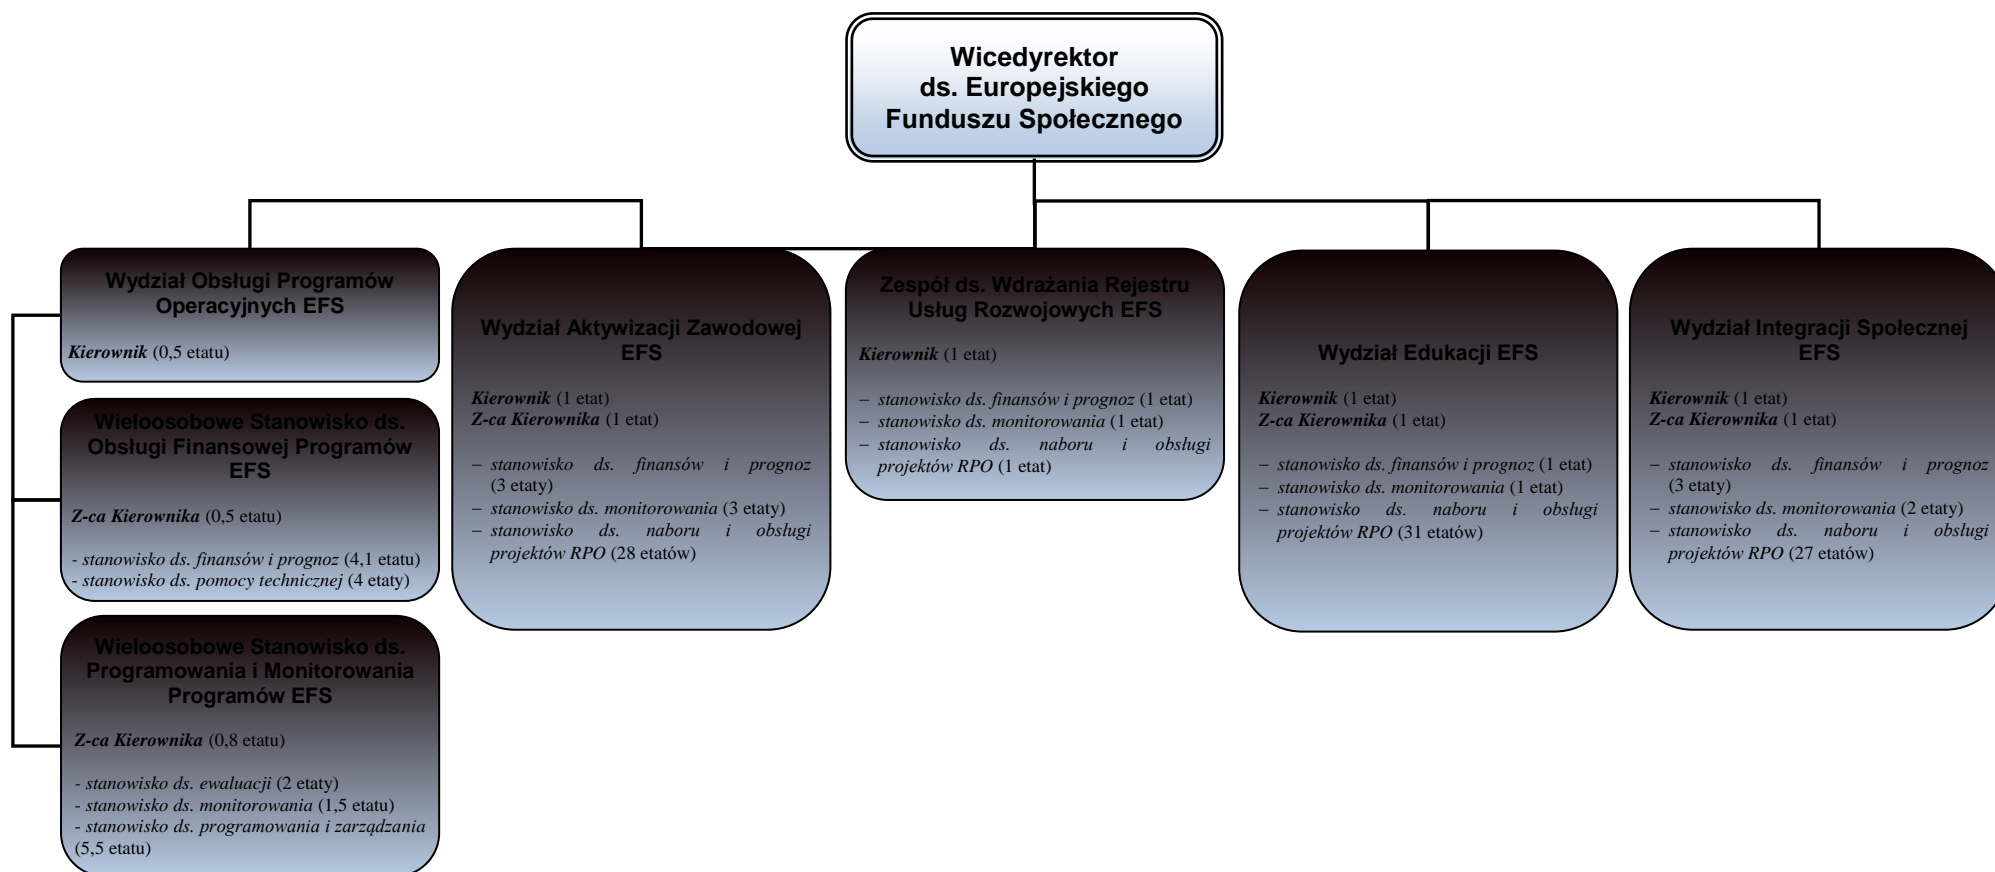 Wicedyrektor
ds. Europejskiego
Funduszu Społecznego
Wydział Obsługi Programów
Operacyjnych EFS
Kierownik (0,5 etatu)
Wieloosobowe Stanowisko ds.
Obsługi Finansowej Programów
EFS
Z-ca Kierownika (0,5 etatu)
- stanowisko ds. finansów i prognoz (4,1 etatu)
- stanowisko ds. pomocy technicznej (4 etaty)
Wieloosobowe Stanowisko ds.
Programowania i Monitorowania
Programów EFS
Z-ca Kierownika (0,8 etatu)
- stanowisko ds. ewaluacji (2 etaty)
- stanowisko ds. monitorowania (1,5 etatu)
- stanowisko ds. programowania i zarządzania
(5,5 etatu)
Wydział Aktywizacji Zawodowej
EFS
Kierownik (1 etat)
Z-ca Kierownika (1 etat)
− stanowisko ds. finansów i prognoz
(3 etaty)
− stanowisko ds. monitorowania (3 etaty)
− stanowisko ds. naboru i obsługi
projektów RPO (28 etatów)
Zespół ds. Wdrażania Rejestru
Usług Rozwojowych EFS
Kierownik (1 etat)
− stanowisko ds. finansów i prognoz (1 etat)
− stanowisko ds. monitorowania (1 etat)
− stanowisko ds. naboru i obsługi
projektów RPO (1 etat)
Wydział Edukacji EFS
Kierownik (1 etat)
Z-ca Kierownika (1 etat)
− stanowisko ds. finansów i prognoz (1 etat)
− stanowisko ds. monitorowania (1 etat)
− stanowisko ds. naboru i obsługi
projektów RPO (31 etatów)
Wydział Integracji Społecznej
EFS
Kierownik (1 etat)
Z-ca Kierownika (1 etat)
− stanowisko ds. finansów i prognoz
(3 etaty)
− stanowisko ds. monitorowania (2 etaty)
− stanowisko ds. naboru i obsługi
projektów RPO (27 etatów)